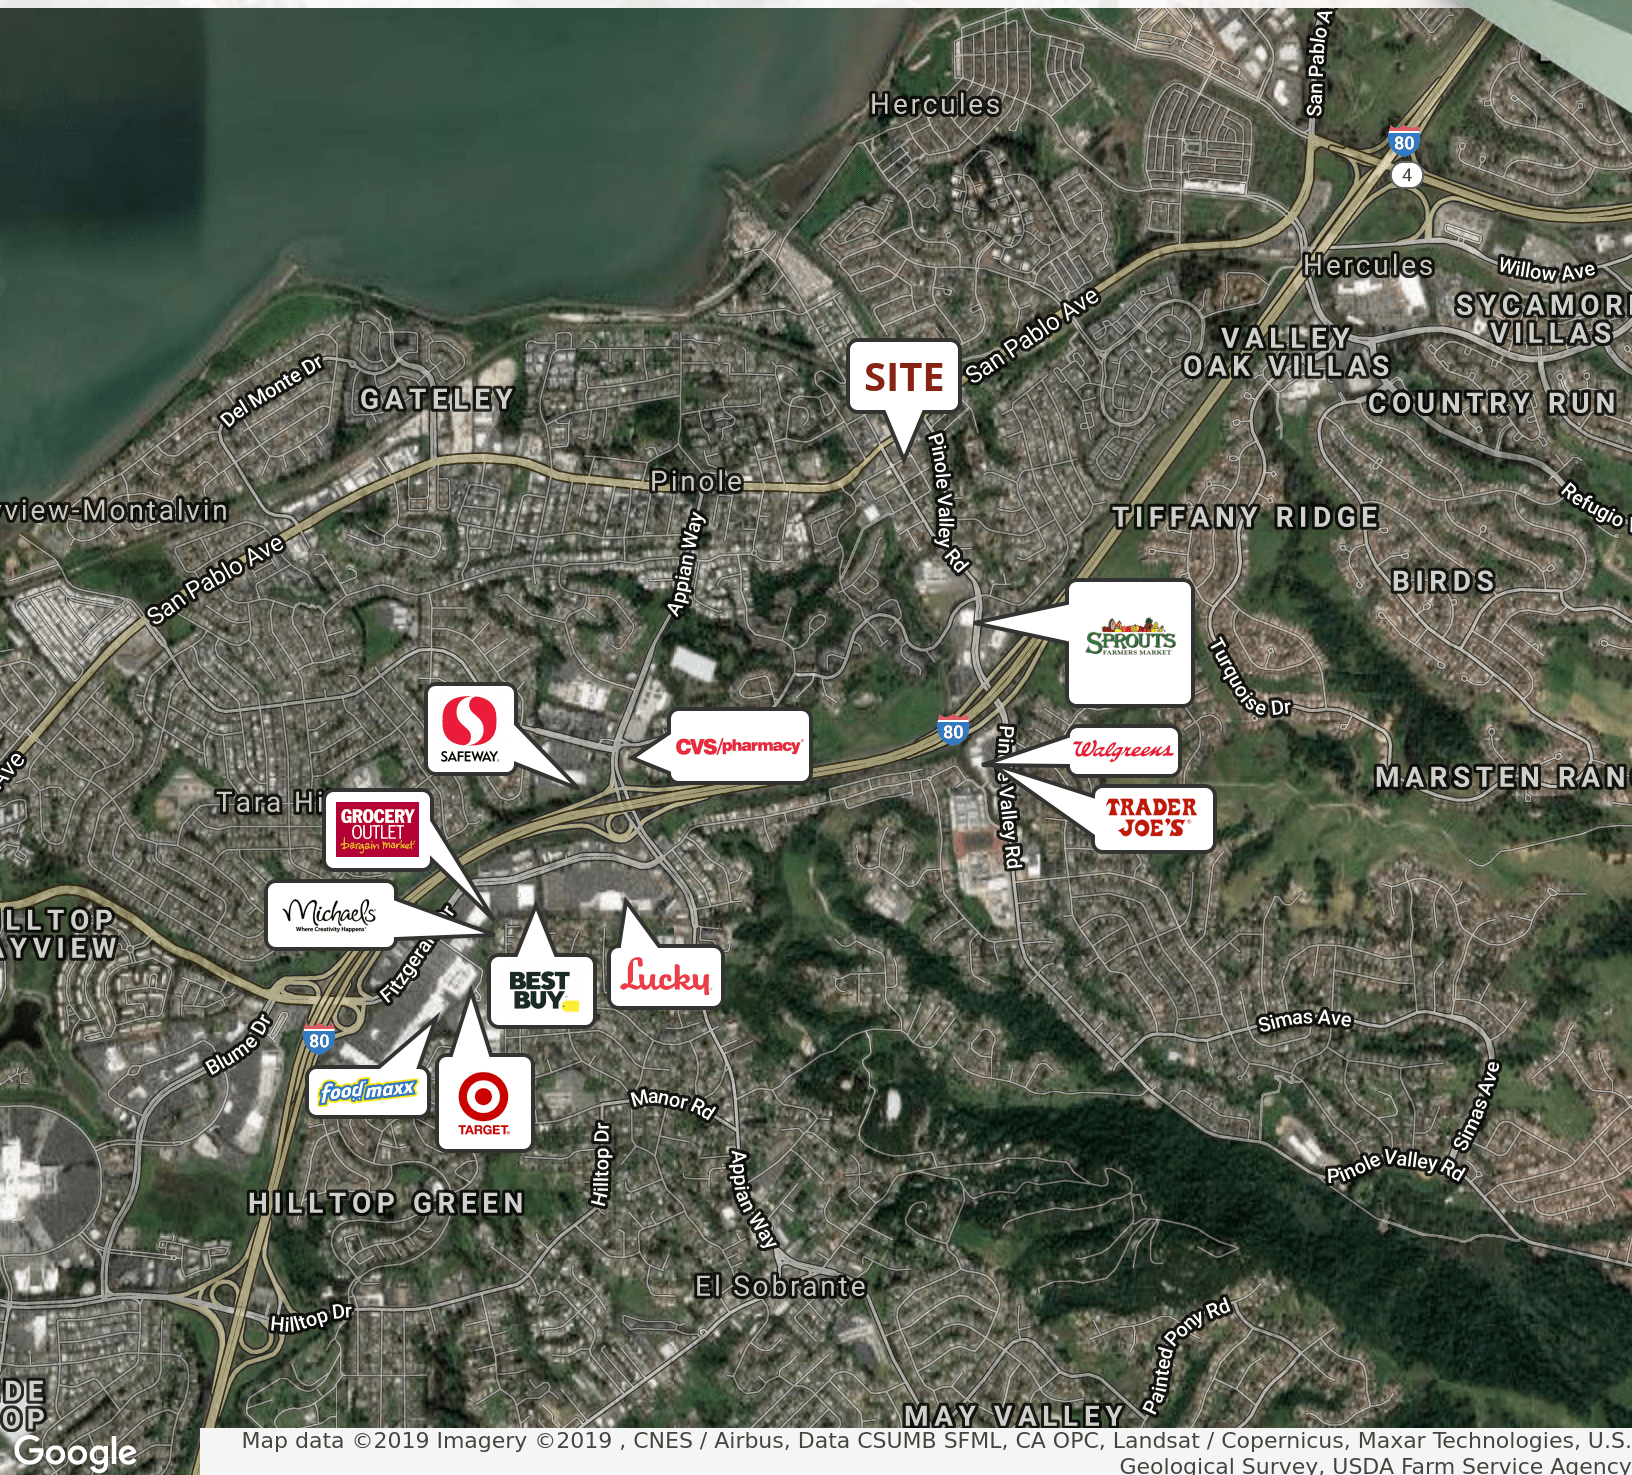 San Pablo A
Hercules
80
4
Hercules
Willow Ave
SYCAMOR
VILLAS
San Pablo Ave
VALLEY
OAK VILLAS
Del Monte Dr
GATELEY
SITE
COUNTRY RUN
Pinole Valley Rd
Pinole
view-Montalvin
TIFFANY RIDGE
Refugio
San Pablo Ave
Appian Way
BIRDS
SPROUTS
FARMERS MARKET
Turquoise Dr
SAFEWAY
CVS/pharmacy
80
Pinole Valley Rd
Walgreens
MARSTEN RAN
Ave
Tara Hi
GROCERY
OUTLET
bargain market
TRADER
JOE'S
Michaels
Where Creativity Happens
LLTOP
AYVIEW
Fitzgera
r
BEST
BUY
Lucky
Blume Dr
80
Simas Ave
foodmaxx
TARGET
Manor Rd
Simas Ave
Hilltop Dr
Pinole Valley Rd
HILLTOP GREEN
Appian Way
El Sobrante
Hilltop Dr
Painted Pony Rd
DE
OP
MAY VALLEY
Google
Map data ©2019 Imagery ©2019 , CNES / Airbus, Data CSUMB SFML, CA OPC, Landsat / Copernicus, Maxar Technologies, U.S.
Geological Survey, USDA Farm Service Agency